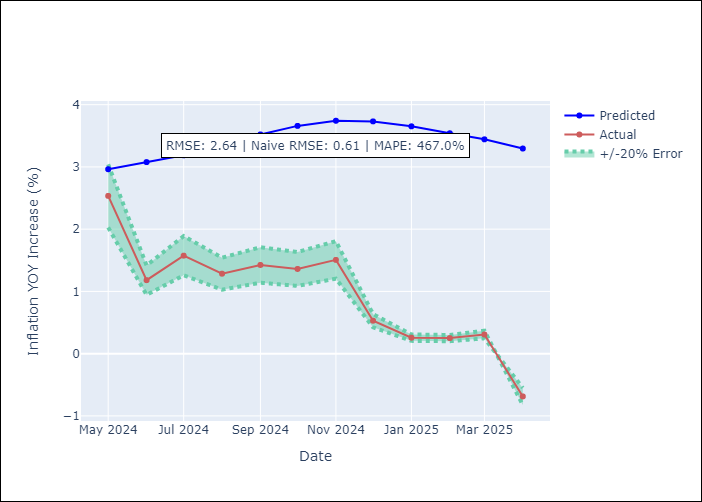 RMSE: 2.64 | Naive RMSE: 0.61 | MAPE: 467.0%
Predicted
Actual
+/-20% Error
4
3
2
1
0
−1
Inflation YOY Increase (%)
May 2024
Jul 2024
Sep 2024
Nov 2024
Jan 2025
Mar 2025
Date